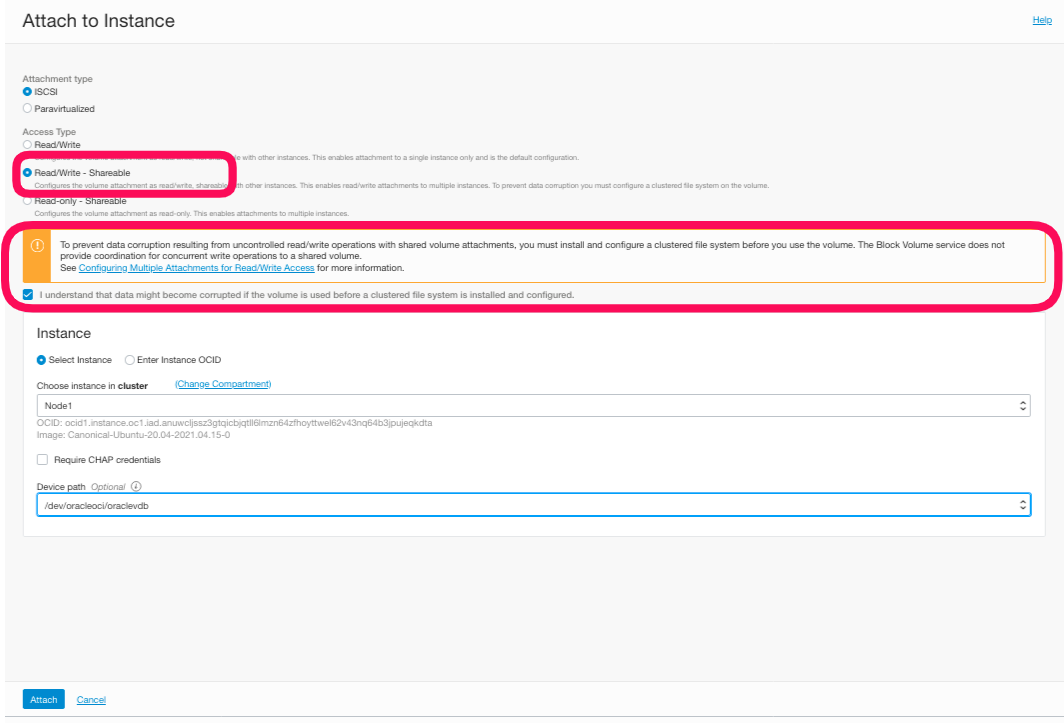 Attach to Instance
Help
Attachment type
ISCSI
Paravirtualized
Access Type
Read/Write
with other instances. This enables attachment to a single instance only and is the default configuration.
Read/Write - Shareable
Configures the volume attachment as read/write, shareable with other instances. This enables read/write attachments to multiple instances. To prevent data corruption you must configure a clustered file system on the volume.
Read-only - Shareable
Configures the volume attachment as read-only. This enables attachments to multiple instances.
To prevent data corruption resulting from uncontrolled read/write operations with shared volume attachments, you must install and configure a clustered file system before you use the volume. The Block Volume service does not
provide coordination for concurrent write operations to a shared volume.
See Configuring Multiple Attachments for Read/Write Access for more information.
I understand that data might become corrupted if the volume is used before a clustered file system is installed and configured.
Instance
Select Instance Enter Instance OCID
Choose instance in cluster (Change Compartment)
Node1
Image: Canonical-Ubuntu-20.04-2021.04.15-0
Require CHAP credentials
Device path Optional
/dev/oracleoci/oraclevdb
Attach Cancel